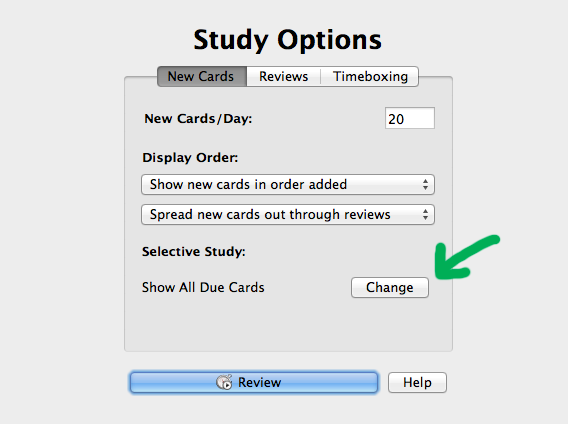 Study Options
New Cards Reviews Timeboxing
New Cards/Day: 20
Display Order:
Show new cards in order added
Spread new cards out through reviews
Selective Study:
Show All Due Cards Change
Review Help